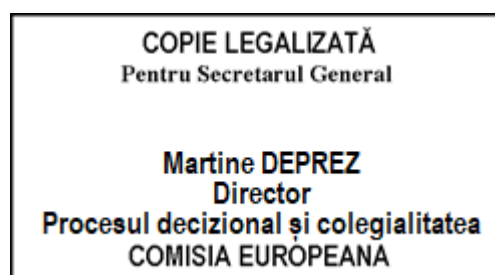 COPIE LEGALIZATĂ
Pentru Secretarul General
Martine DEPREZ
Director
Procesul decizional și colegialitatea
COMISIA EUROPEANA